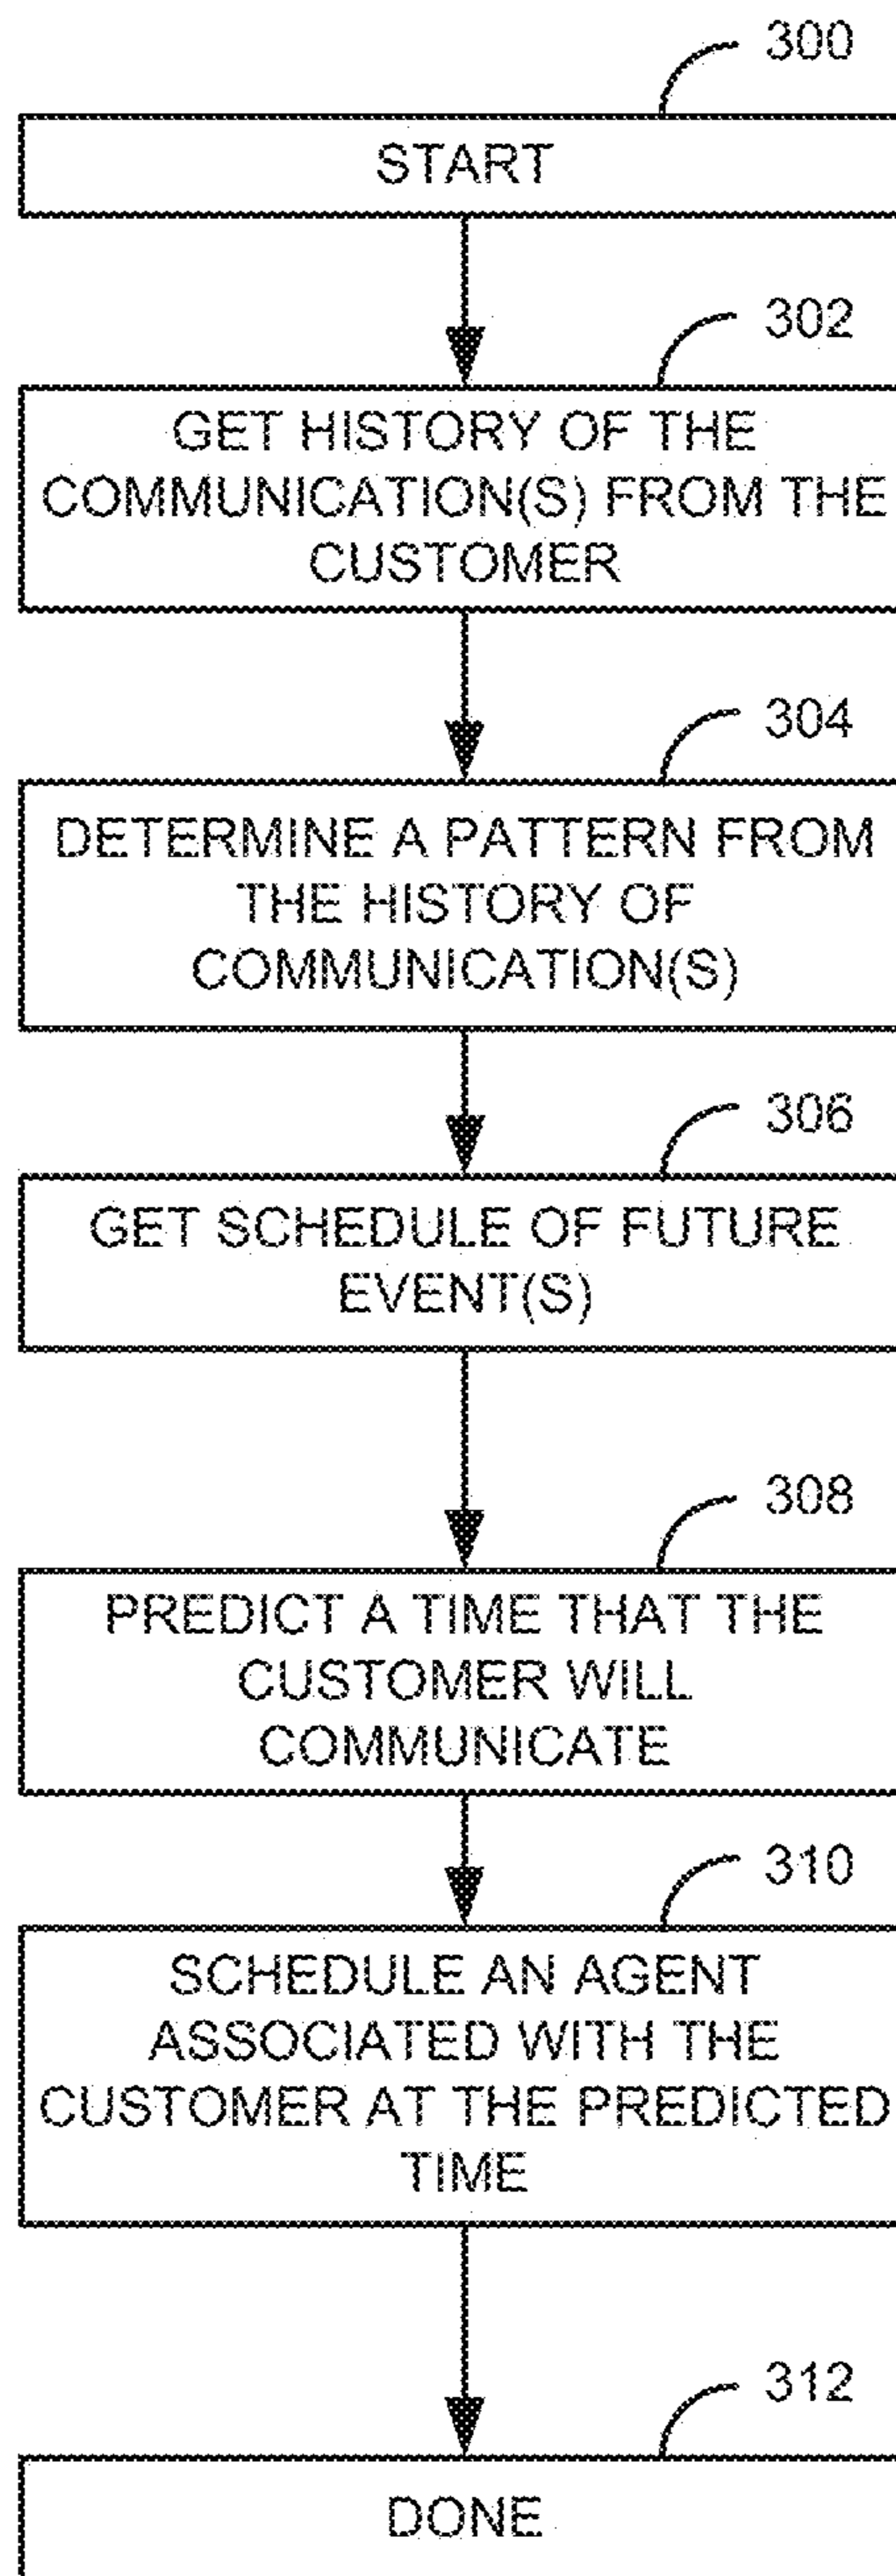 300
START
302
GET HISTORY OF THE
COMMUNICATION(S) FROM THE
CUSTOMER
304
DETERMINE A PATTERN FROM
THE HISTORY OF
COMMUNICATION(S)
306
GET SCHEDULE OF FUTURE
EVENT(S)
308
PREDICT A TIME THAT THE
CUSTOMER WILL
COMMUNICATE
310
SCHEDULE AN AGENT
ASSOCIATED WITH THE
CUSTOMER AT THE PREDICTED
TIME
312
DONE